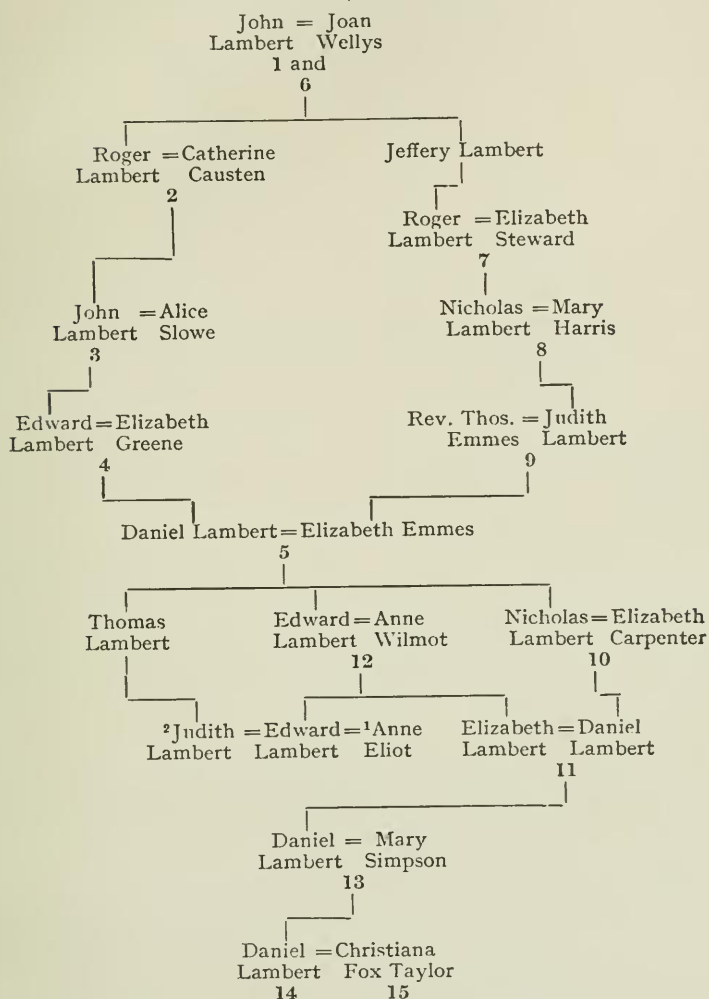 John = Joan
Lambert Wellys
1 and
6
Roger =Catherine
Lambert Causten
2
Jeffery Lambert
Roger =Elizabeth
Lambert Steward
7
John =Alice
Lambert Slowe
3
Nicholas =Mary
Lambert Harris
8
Edward=Elizabeth
Lambert Greene
4
Rev. Thos. =Judith
Emmes Lambert
9
Daniel Lambert=Elizabeth Emmes
5
Thomas
Lambert
Edward=Anne
Lambert Wilmot
12
Nicholas=Elizabeth
Lambert Carpenter
10
²Judith =Edward=¹Anne
Lambert Lambert Eliot
Elizabeth=Daniel
Lambert Lambert
11
Daniel = Mary
Lambert Simpson
13
Daniel =Christiana
Lambert Fox Taylor
14 15